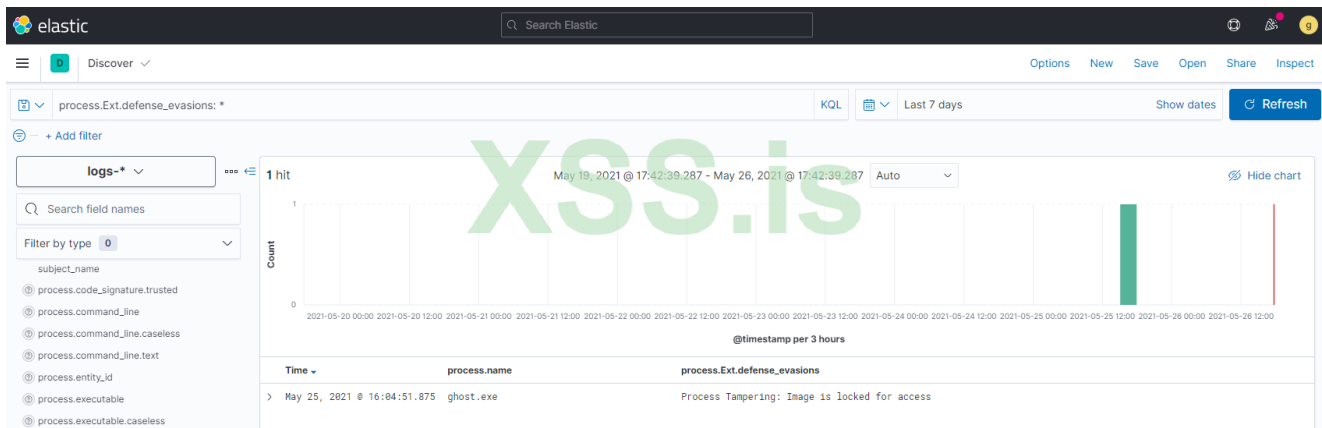 elastic
Search Elastic
g
D
Discover
Options New Save Open Share Inspect
process.Ext.defense_evasions: *
KQL
Last 7 days
Show dates
Refresh
+ Add filter
XSS.is
logs-*
Search field names
Filter by type 0
subject_name
process.code_signature.trusted
process.command_line
process.command_line.caseless
process.command_line.text
process.entity_id
process.executable
process.executable.caseless
1 hit
May 19, 2021 @ 17:42:39.287 - May 26, 2021 @ 17:42:39.287
Auto
Hide chart
1
Count
0
2021-05-20 00:00 2021-05-20 12:00 2021-05-21 00:00 2021-05-21 12:00 2021-05-22 00:00 2021-05-22 12:00 2021-05-23 00:00 2021-05-23 12:00 2021-05-24 00:00 2021-05-24 12:00 2021-05-25 00:00 2021-05-25 12:00 2021-05-26 00:00 2021-05-26 12:00
@timestamp per 3 hours
Time process.name process.Ext.defense_evasions
May 25, 2021 @ 16:04:51.875 ghost.exe Process Tampering: Image is locked for access